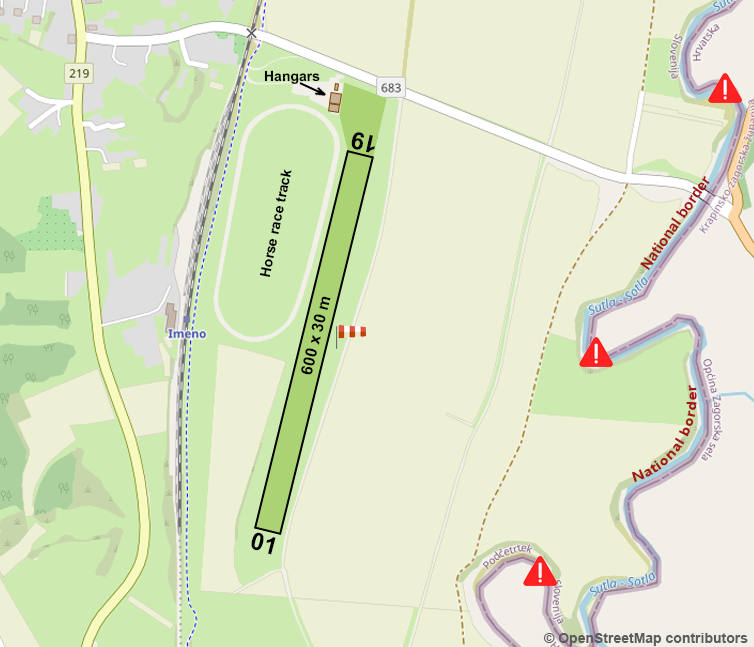 Sutla
Slovenija
Hrvatska
219
Hangars
683
19
Krapinsko-zagorska županija
National border
Horse race track
Sutla - Sotla
600 x 30 m
Imeno
Općina Zagorska sela
National border
01
Podčetrtek
Slovenija
Sutla - Sotla
© OpenStreetMap contributors